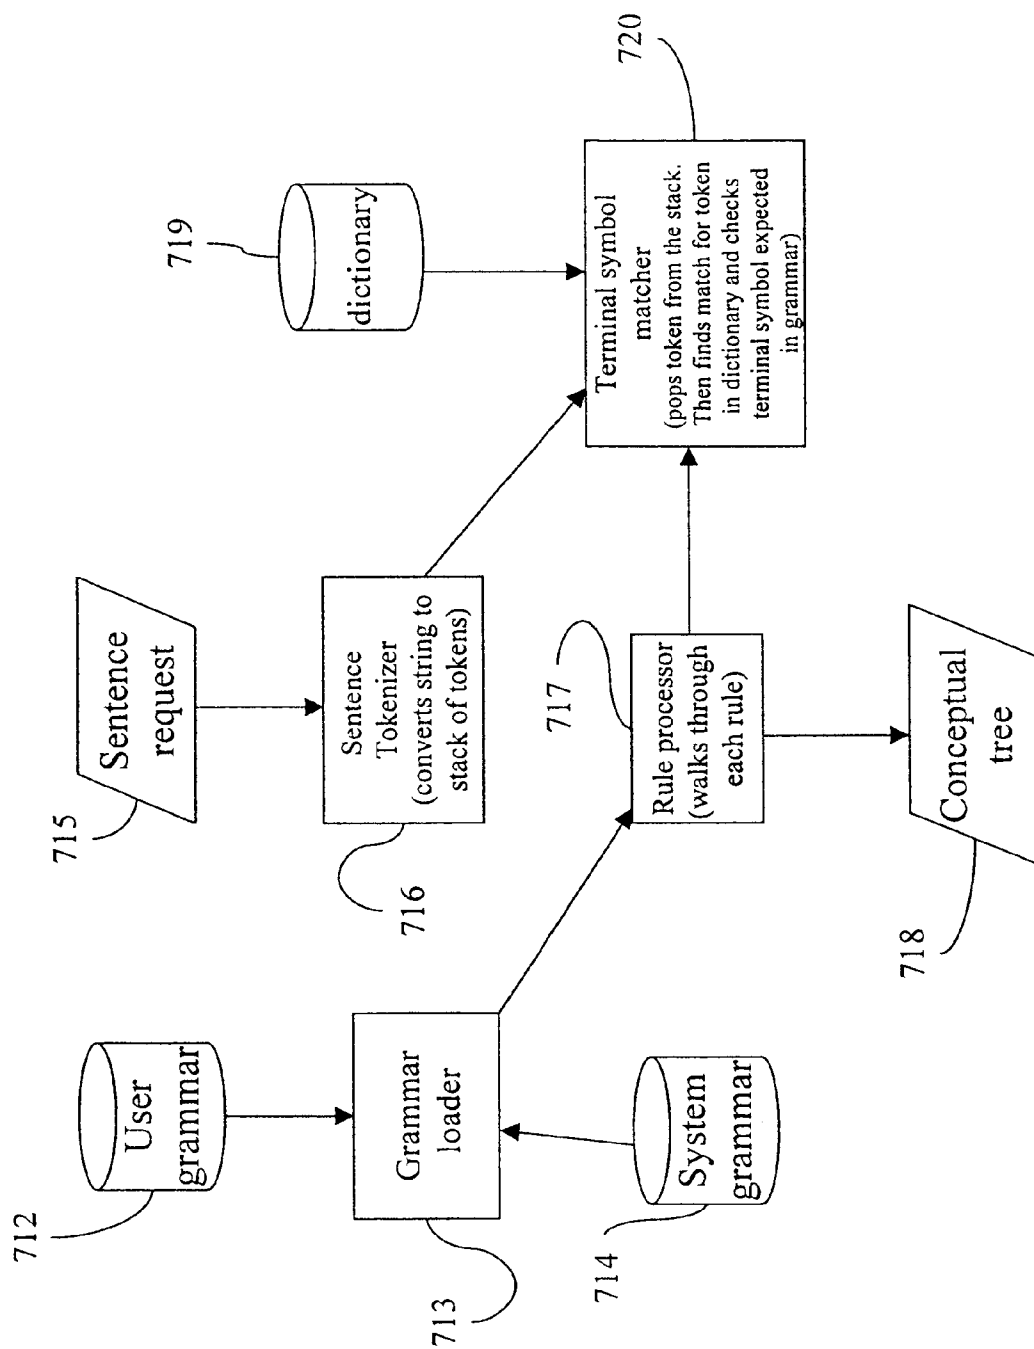 712
User
grammar
Grammar
loader
713
System
grammar
714
715
Sentence
request
Sentence
Tokenizer
(converts string to
stack of tokens)
716
717
Rule processor
(walks through
each rule)
Conceptual
tree
718
719
dictionary
Terminal symbol
matcher
(pops token from the stack.
Then finds match for token
in dictionary and checks
terminal symbol expected
in grammar)
720